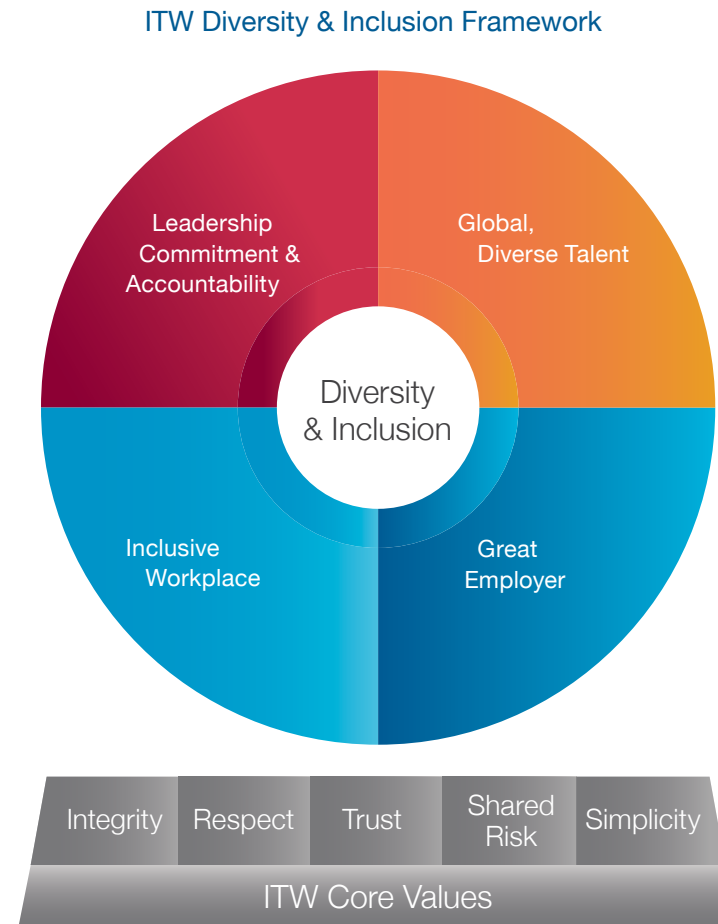 ITW Diversity & Inclusion Framework
Leadership
Commitment &
Accountability
Global,
Diverse Talent
Diversity
& Inclusion
Inclusive
Workplace
Great
Employer
Integrity
Respect
Trust
Shared
Risk
Simplicity
ITW Core Values